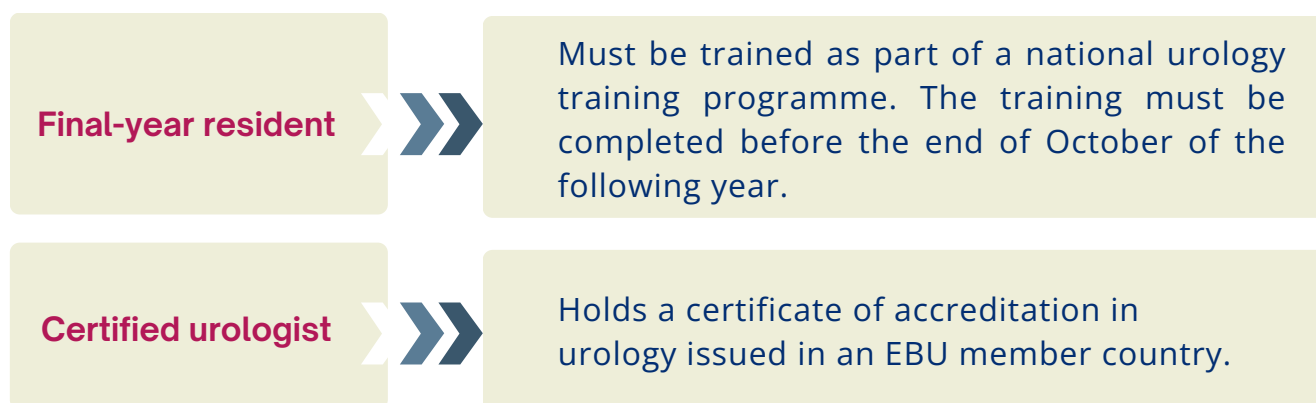 Final-year resident
Must be trained as part of a national urology
training programme. The training must be
completed before the end of October of the
following year.
Certified urologist
Holds a certificate of accreditation in
urology issued in an EBU member country.